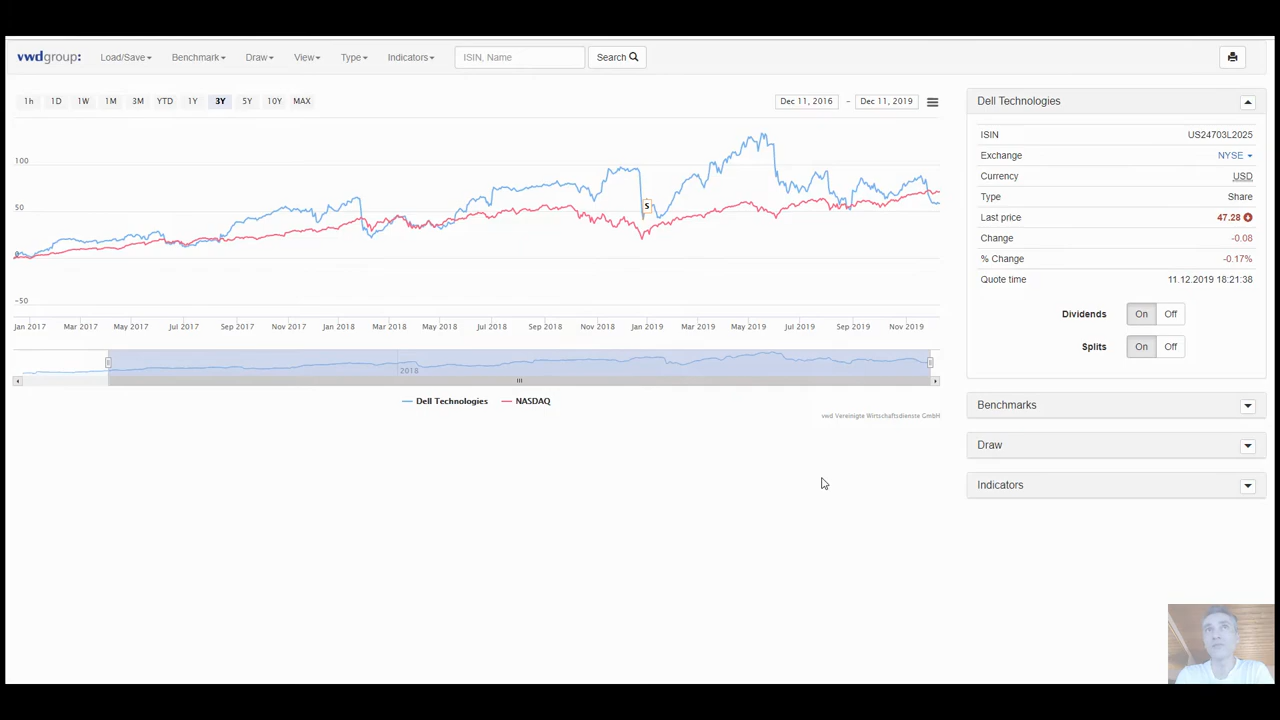 vwdgroup: Load/Save Benchmark Draw View Type Indicators ISIN, Name Search
1h 1D 1W 1M 3M YTD 1Y 3Y 5Y 10Y MAX Dec 11, 2016 – Dec 11, 2019
100
50
0
−50
S
Jan 2017 Mar 2017 May 2017 Jul 2017 Sep 2017 Nov 2017 Jan 2018 Mar 2018 May 2018 Jul 2018 Sep 2018 Nov 2018 Jan 2019 Mar 2019 May 2019 Jul 2019 Sep 2019 Nov 2019
2018
Dell Technologies NASDAQ
vwd Vereinigte Wirtschaftsdienste GmbH
Dell Technologies
ISIN US24703L2025
Exchange NYSE
Currency USD
Type Share
Last price 47.28
Change -0.08
% Change -0.17%
Quote time 11.12.2019 18:21:38
Dividends On Off
Splits On Off
Benchmarks
Draw
Indicators